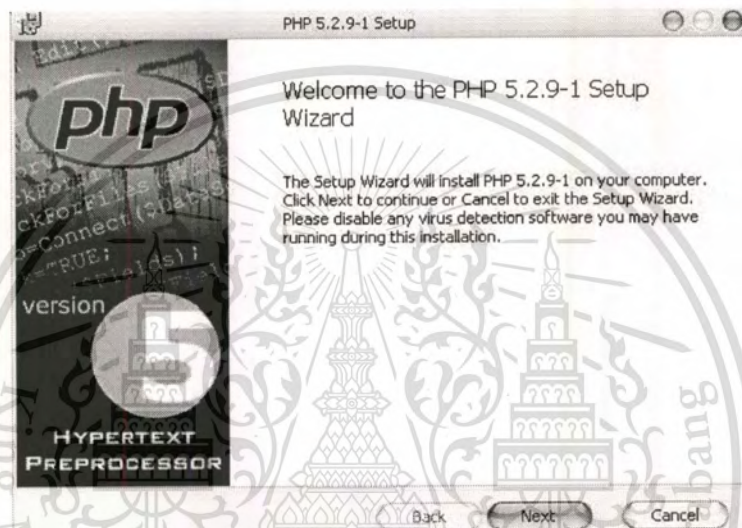 PHP 5.2.9-1 Setup
php
version
5
HYPERTEXT
PREPROCESSOR
Welcome to the PHP 5.2.9-1 Setup
Wizard
The Setup Wizard will install PHP 5.2.9-1 on your computer.
Click Next to continue or Cancel to exit the Setup Wizard.
Please disable any virus detection software you may have
running during this installation.
Back
Next
Cancel